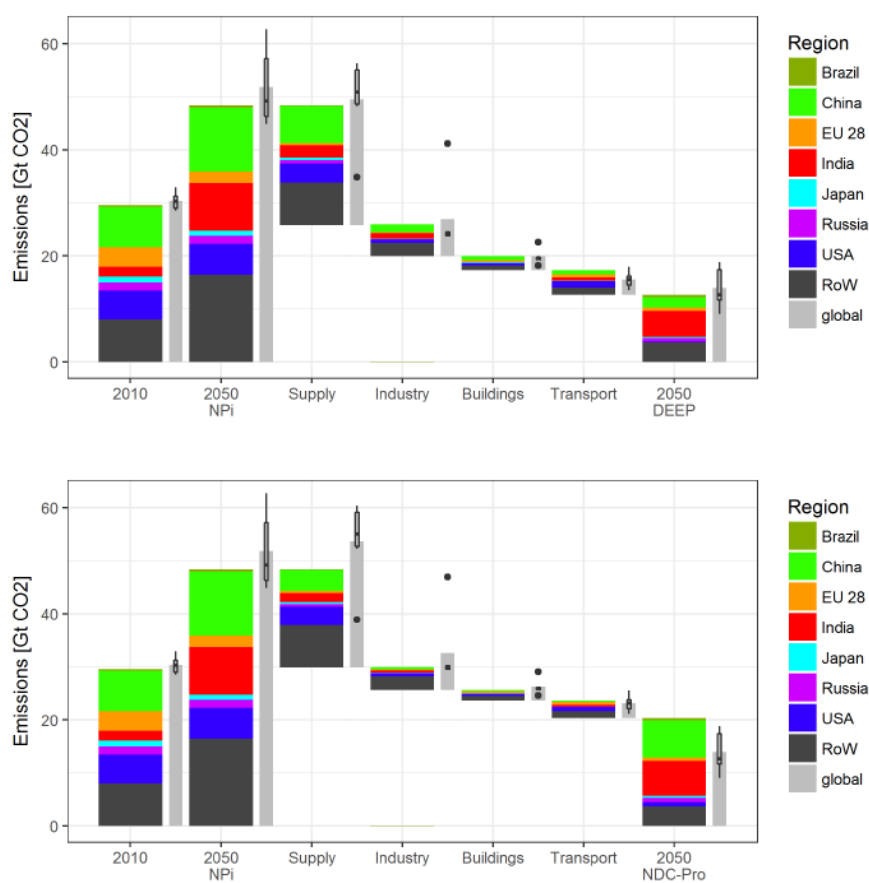 Emissions [Gt CO2]
60
40
20
0
2010
2050
NPi
Supply
Industry
Buildings
Transport
2050
DEEP
Region
Brazil
China
EU 28
India
Japan
Russia
USA
RoW
global
Emissions [Gt CO2]
60
40
20
0
2010
2050
NPi
Supply
Industry
Buildings
Transport
2050
NDC-Pro
Region
Brazil
China
EU 28
India
Japan
Russia
USA
RoW
global